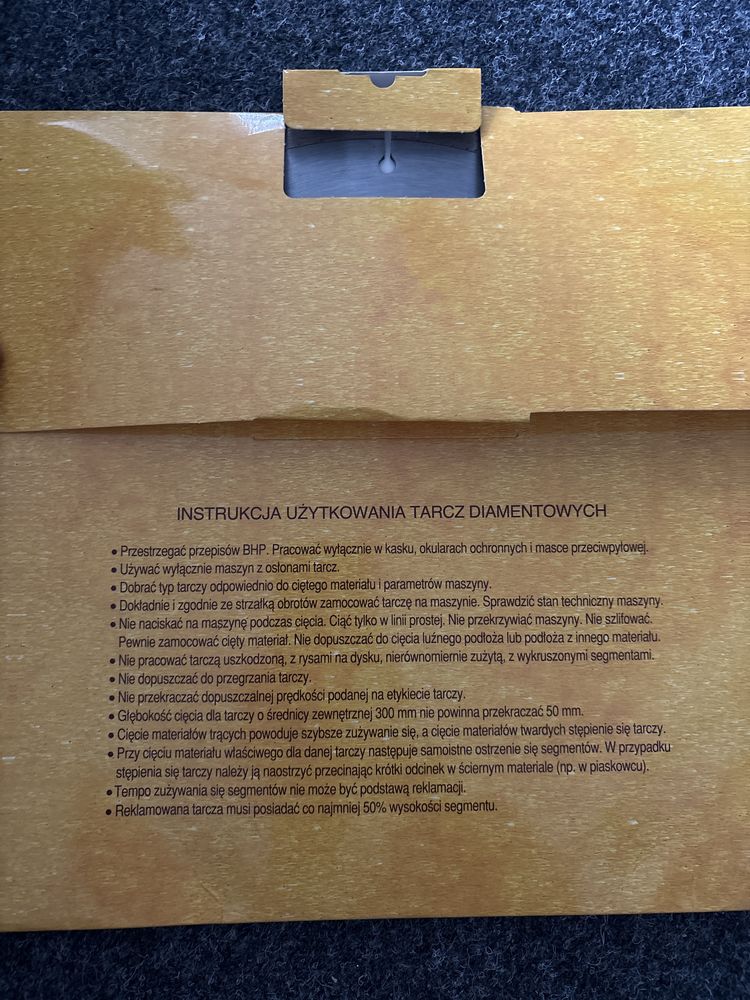 INSTRUKCJA UŻYTKOWANIA TARCZ DIAMENTOWYCH
• Przestrzegać przepisów BHP. Pracować wyłącznie w kasku, okularach ochronnych i masce przeciwpyłowej.
• Używać wyłącznie maszyn z osłonami tarcz.
• Dobrać typ tarczy odpowiednio do ciętego materiału i parametrów maszyny.
• Dokładnie i zgodnie ze strzałką obrotów zamocować tarczę na maszynie. Sprawdzić stan techniczny maszyny.
• Nie naciskać na maszynę podczas cięcia. Ciąć tylko w linii prostej. Nie przekrzywiać maszyny. Nie szlifować.
Pewnie zamocować cięty materiał. Nie dopuszczać do cięcia luźnego podłoża lub podłoża z innego materiału.
• Nie pracować tarczą uszkodzoną, z rysami na dysku, nierównomiernie zużytą, z wykruszonymi segmentami.
• Nie dopuszczać do przegrzania tarczy.
• Nie przekraczać dopuszczalnej prędkości podanej na etykiecie tarczy.
• Głębokość cięcia dla tarczy o średnicy zewnętrznej 300 mm nie powinna przekraczać 50 mm.
• Cięcie materiałów trących powoduje szybsze zużywanie się, a cięcie materiałów twardych stępienie się tarczy.
• Przy cięciu materiału właściwego dla danej tarczy następuje samoistne ostrzenie się segmentów. W przypadku
stępienia się tarczy należy ją naostrzyć przecinając krótki odcinek w ściernym materiale (np. w piaskowcu).
• Tempo zużywania się segmentów nie może być podstawą reklamacji.
• Reklamowana tarcza musi posiadać co najmniej 50% wysokości segmentu.